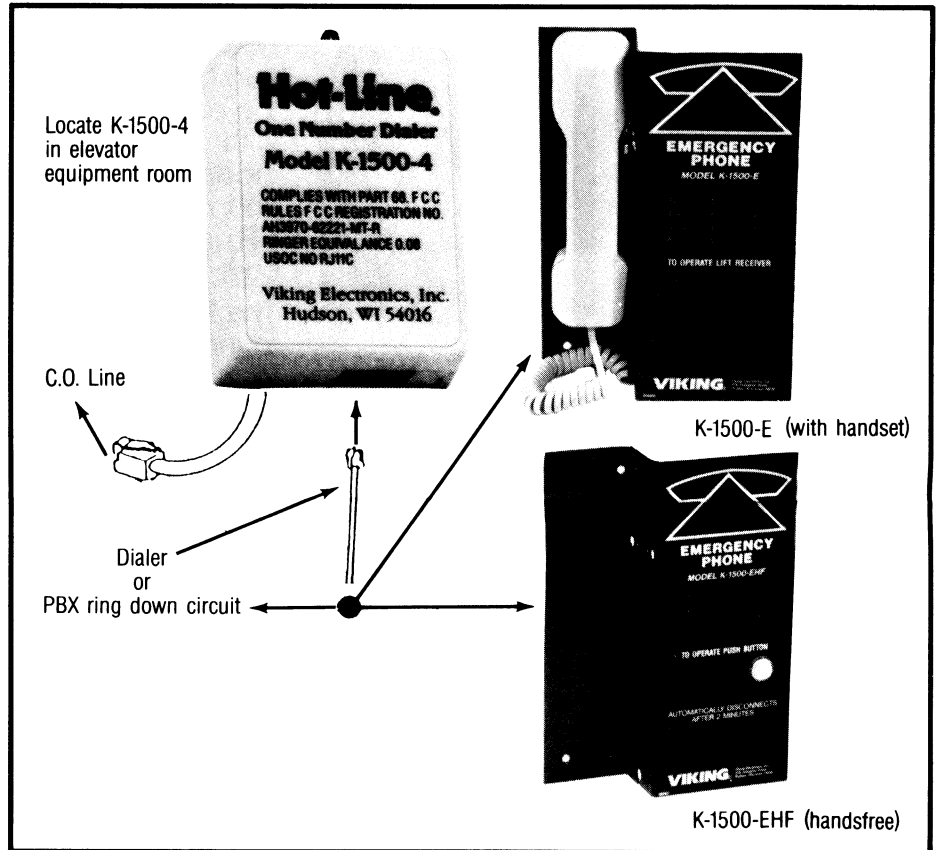 Locate K-1500-4
in elevator
equipment room
Hot-Line®
One Number Dialer
Model K-1500-4
COMPLIES WITH PART 68, F C C
RULES F C C REGISTRATION NO.
RINGER EQUIVALANCE 0.08
USOC NO RJ11C
Viking Electronics, Inc.
Hudson, WI 54016
C.O. Line
Dialer
or
PBX ring down circuit
EMERGENCY
PHONE
MODEL K-1500-E
TO OPERATE LIFT RECEIVER
VIKING
K-1500-E (with handset)
EMERGENCY
PHONE
MODEL K-1500-EHF
TO OPERATE PUSH BUTTON
AUTOMATICALLY DISCONNECTS
AFTER 2 MINUTES
VIKING
K-1500-EHF (handsfree)